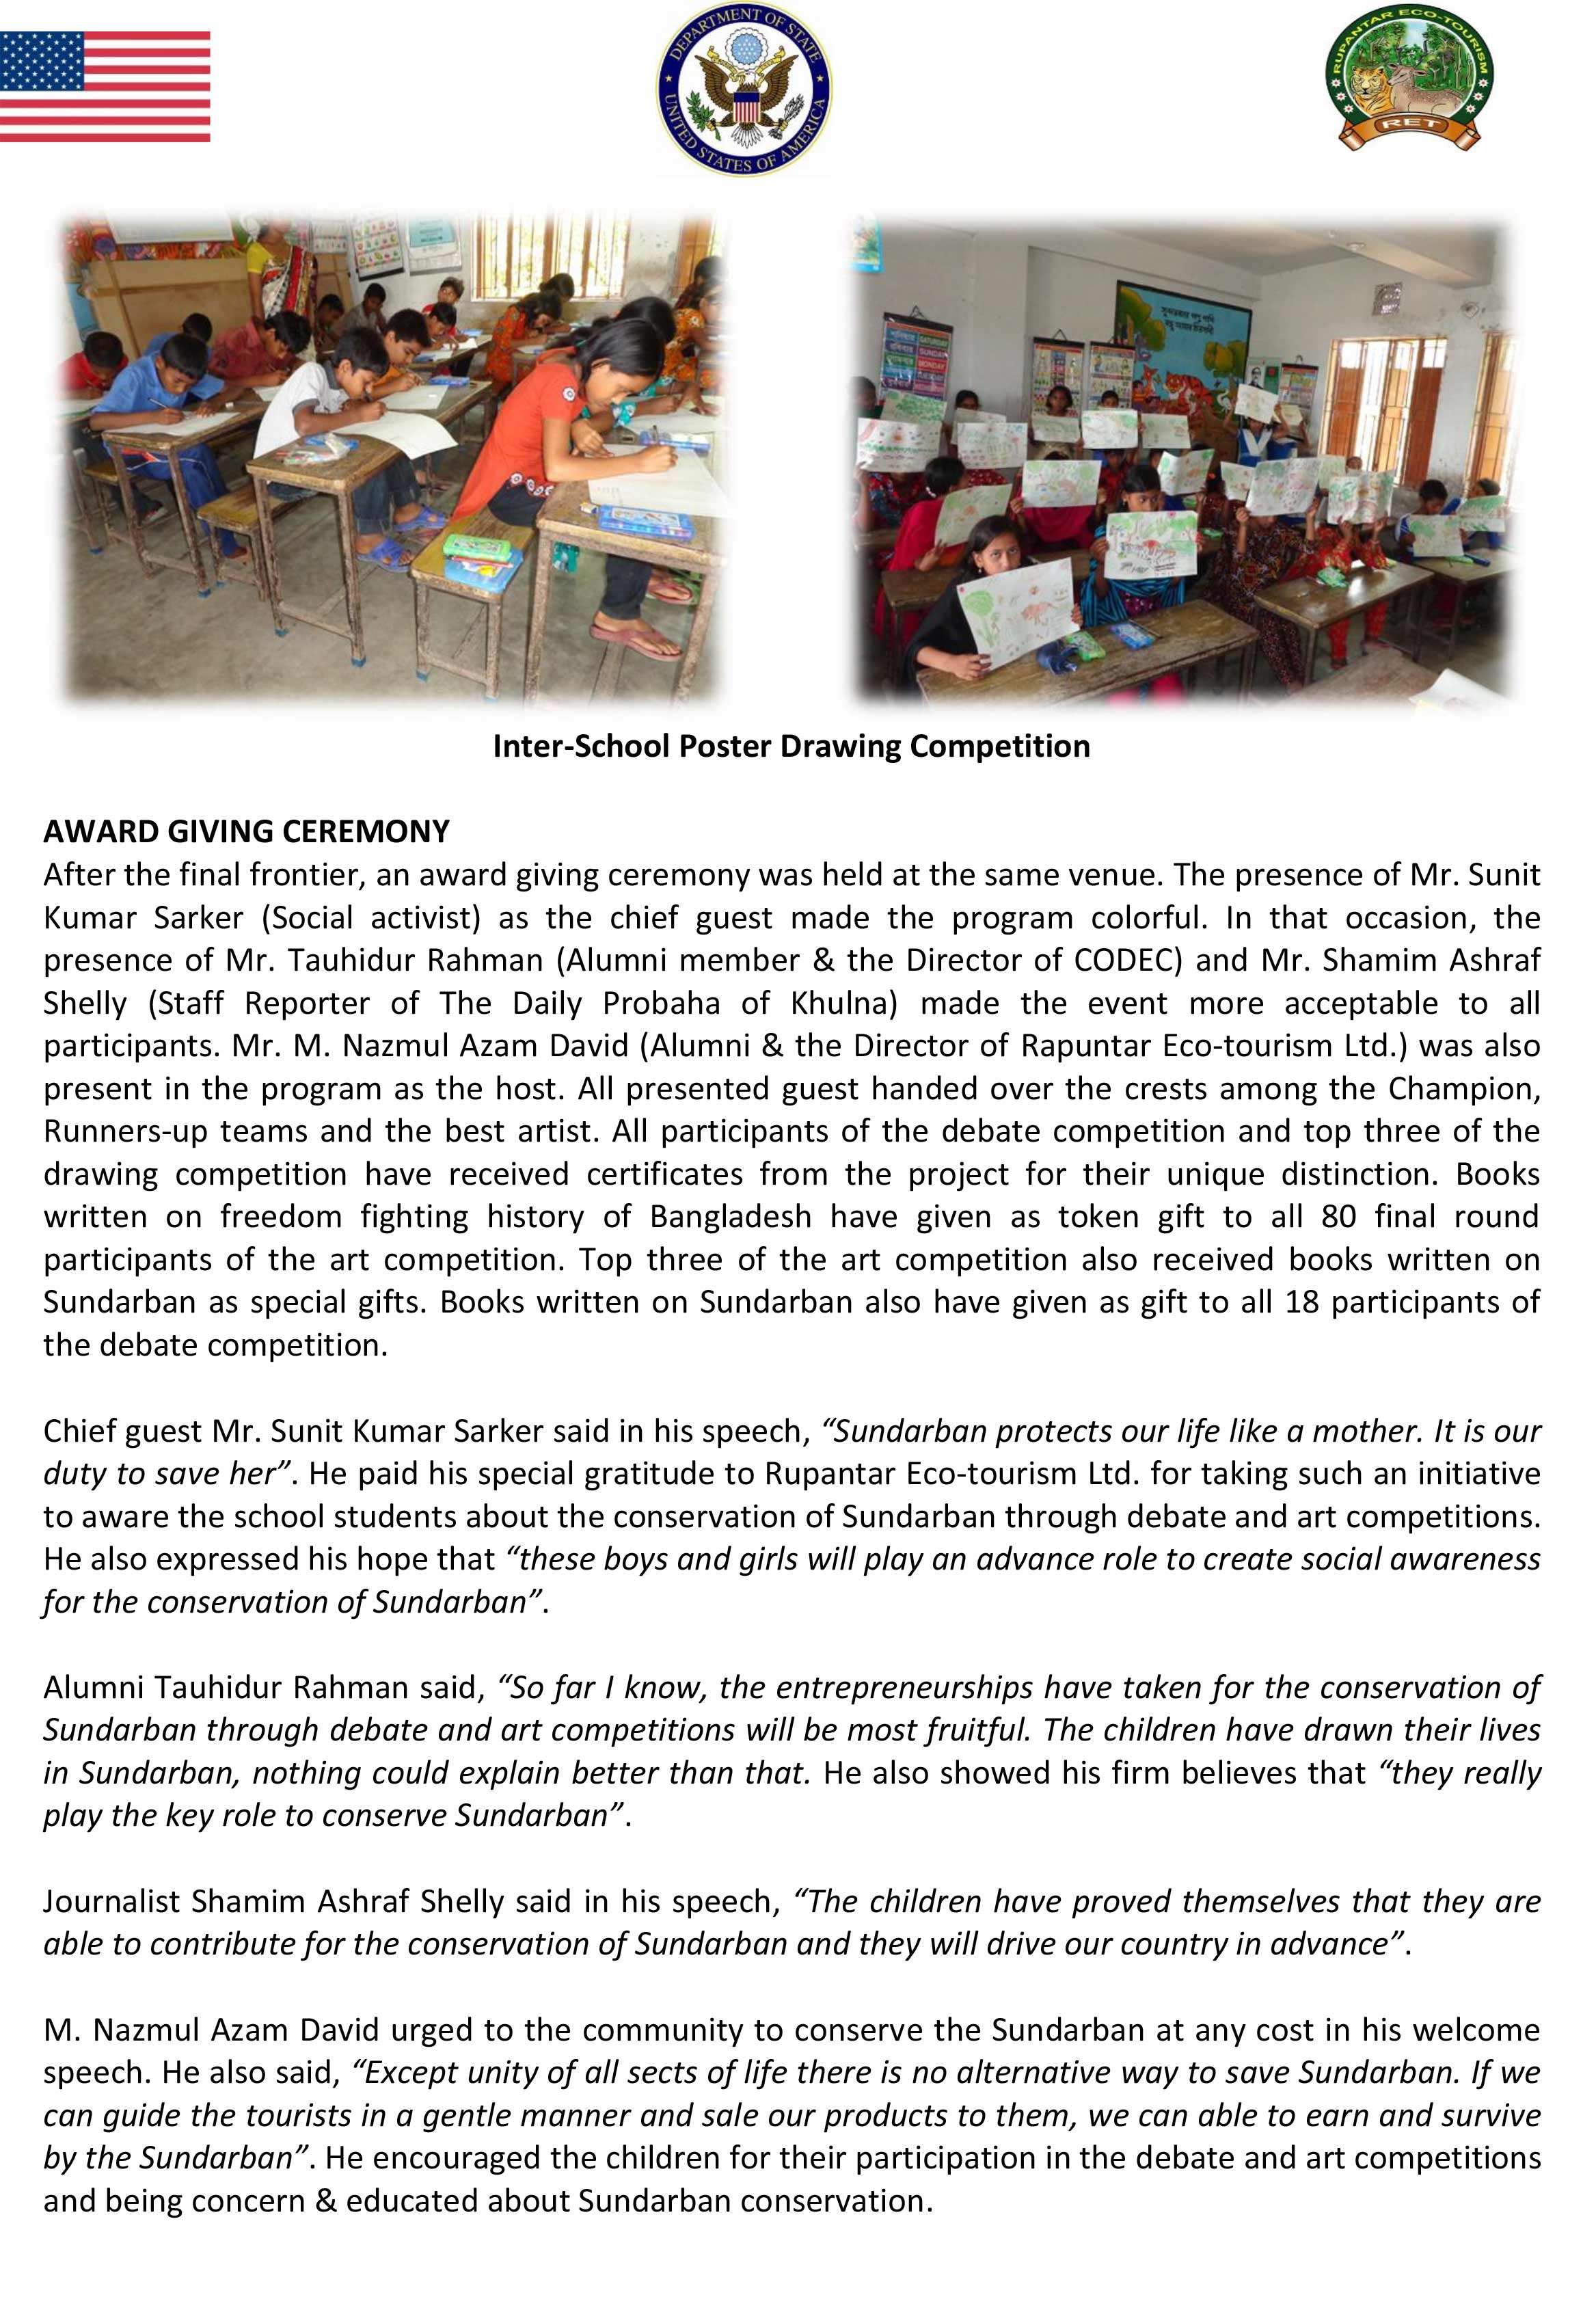 DEPARTMENT OF STATE
UNITED STATES OF AMERICA
RUPANTAR ECO-TOURISM
RET
SATURDAY
SUNDAY
MONDAY
Inter-School Poster Drawing Competition
AWARD GIVING CEREMONY
After the final frontier, an award giving ceremony was held at the same venue. The presence of Mr. Sunit
Kumar Sarker (Social activist) as the chief guest made the program colorful. In that occasion, the
presence of Mr. Tauhidur Rahman (Alumni member & the Director of CODEC) and Mr. Shamim Ashraf
Shelly (Staff Reporter of The Daily Probaha of Khulna) made the event more acceptable to all
participants. Mr. M. Nazmul Azam David (Alumni & the Director of Rapuntar Eco-tourism Ltd.) was also
present in the program as the host. All presented guest handed over the crests among the Champion,
Runners-up teams and the best artist. All participants of the debate competition and top three of the
drawing competition have received certificates from the project for their unique distinction. Books
written on freedom fighting history of Bangladesh have given as token gift to all 80 final round
participants of the art competition. Top three of the art competition also received books written on
Sundarban as special gifts. Books written on Sundarban also have given as gift to all 18 participants of
the debate competition.
Chief guest Mr. Sunit Kumar Sarker said in his speech, “Sundarban protects our life like a mother. It is our
duty to save her”. He paid his special gratitude to Rupantar Eco-tourism Ltd. for taking such an initiative
to aware the school students about the conservation of Sundarban through debate and art competitions.
He also expressed his hope that “these boys and girls will play an advance role to create social awareness
for the conservation of Sundarban”.
Alumni Tauhidur Rahman said, “So far I know, the entrepreneurships have taken for the conservation of
Sundarban through debate and art competitions will be most fruitful. The children have drawn their lives
in Sundarban, nothing could explain better than that. He also showed his firm believes that “they really
play the key role to conserve Sundarban”.
Journalist Shamim Ashraf Shelly said in his speech, “The children have proved themselves that they are
able to contribute for the conservation of Sundarban and they will drive our country in advance”.
M. Nazmul Azam David urged to the community to conserve the Sundarban at any cost in his welcome
speech. He also said, “Except unity of all sects of life there is no alternative way to save Sundarban. If we
can guide the tourists in a gentle manner and sale our products to them, we can able to earn and survive
by the Sundarban”. He encouraged the children for their participation in the debate and art competitions
and being concern & educated about Sundarban conservation.